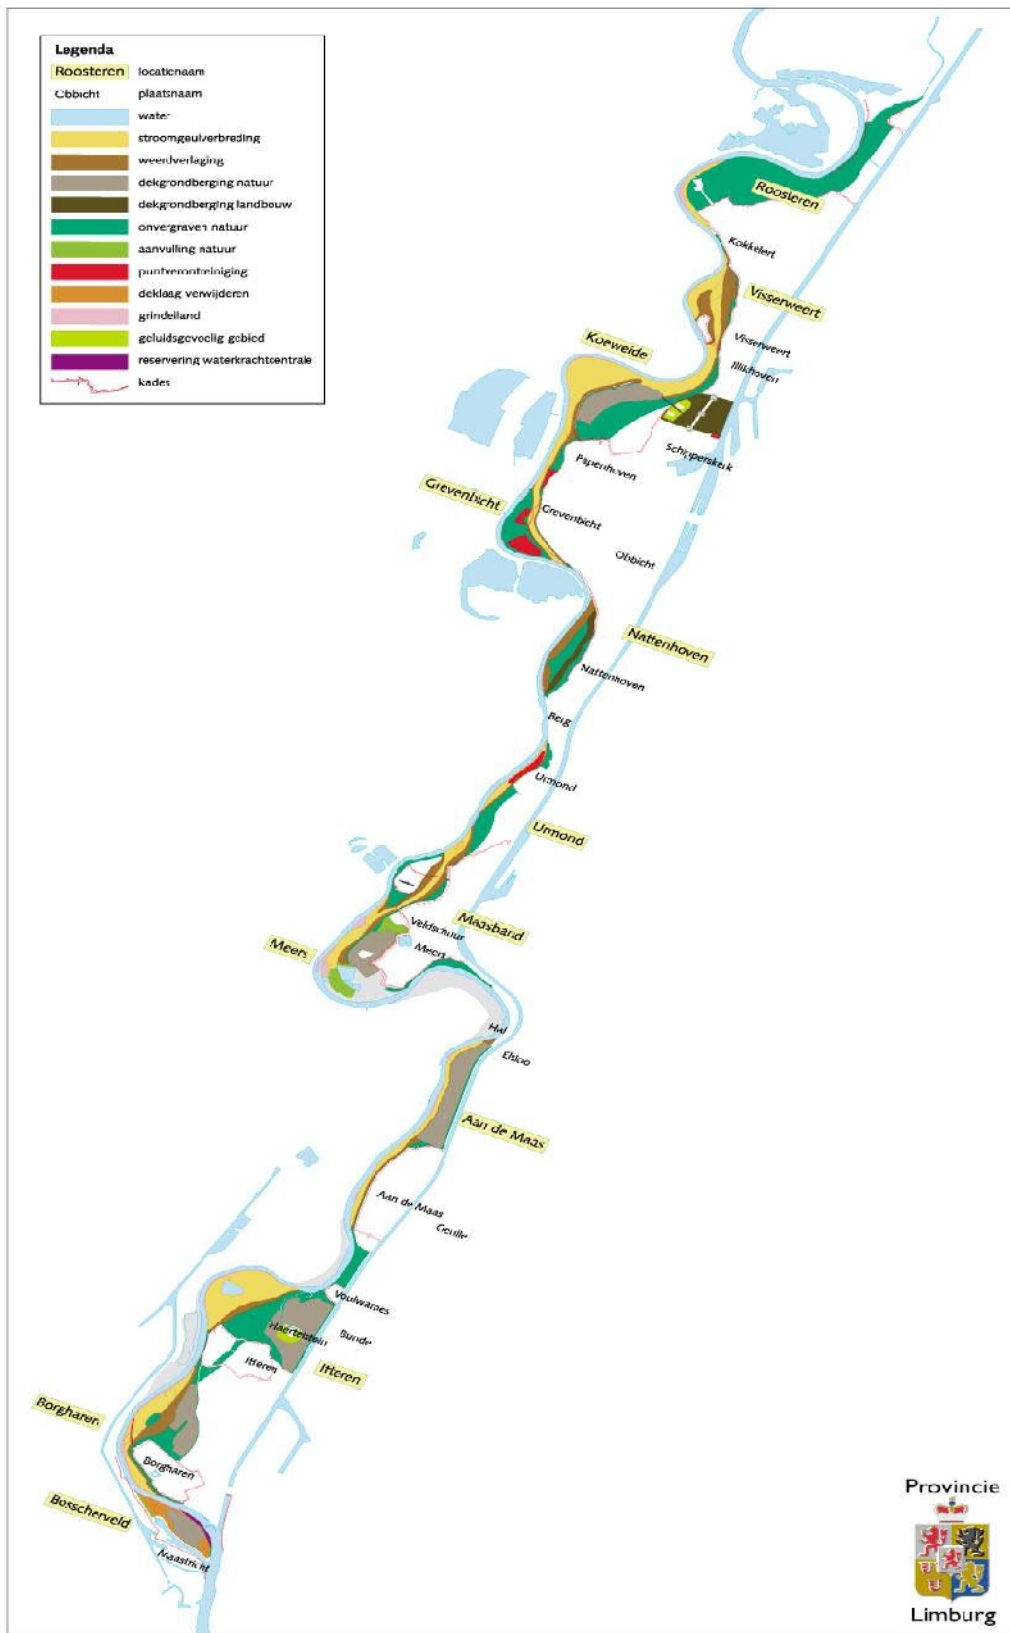 Legenda
Roosteren locatienaam
Obbicht plaatsnaam
water
stroomgeulverbreding
weerdverlaging
dekgrondberging natuur
dekgrondberging landbouw
onvergraven natuur
aanvulling natuur
puntverontreiniging
deklaag verwijderen
grindeiland
geluidsgevoelig gebied
reservering waterkrachtcentrale
kades
Roosteren
Kokkelert
Visserweert
Visserweert
Koeweide
Illikhoven
Schipperskerk
Papenhoven
Grevenbicht
Grevenbicht
Obbicht
Nattenhoven
Nattenhoven
Berg
Urmond
Urmond
Maasband
Veldschuur
Meers
Meers
Hal
Elsloo
Aan de Maas
Aan de Maas
Geulle
Voulwames
Haertelstein
Bunde
Itteren
Itteren
Borgharen
Borgharen
Bosscherveld
Maastricht
Provincie
Limburg